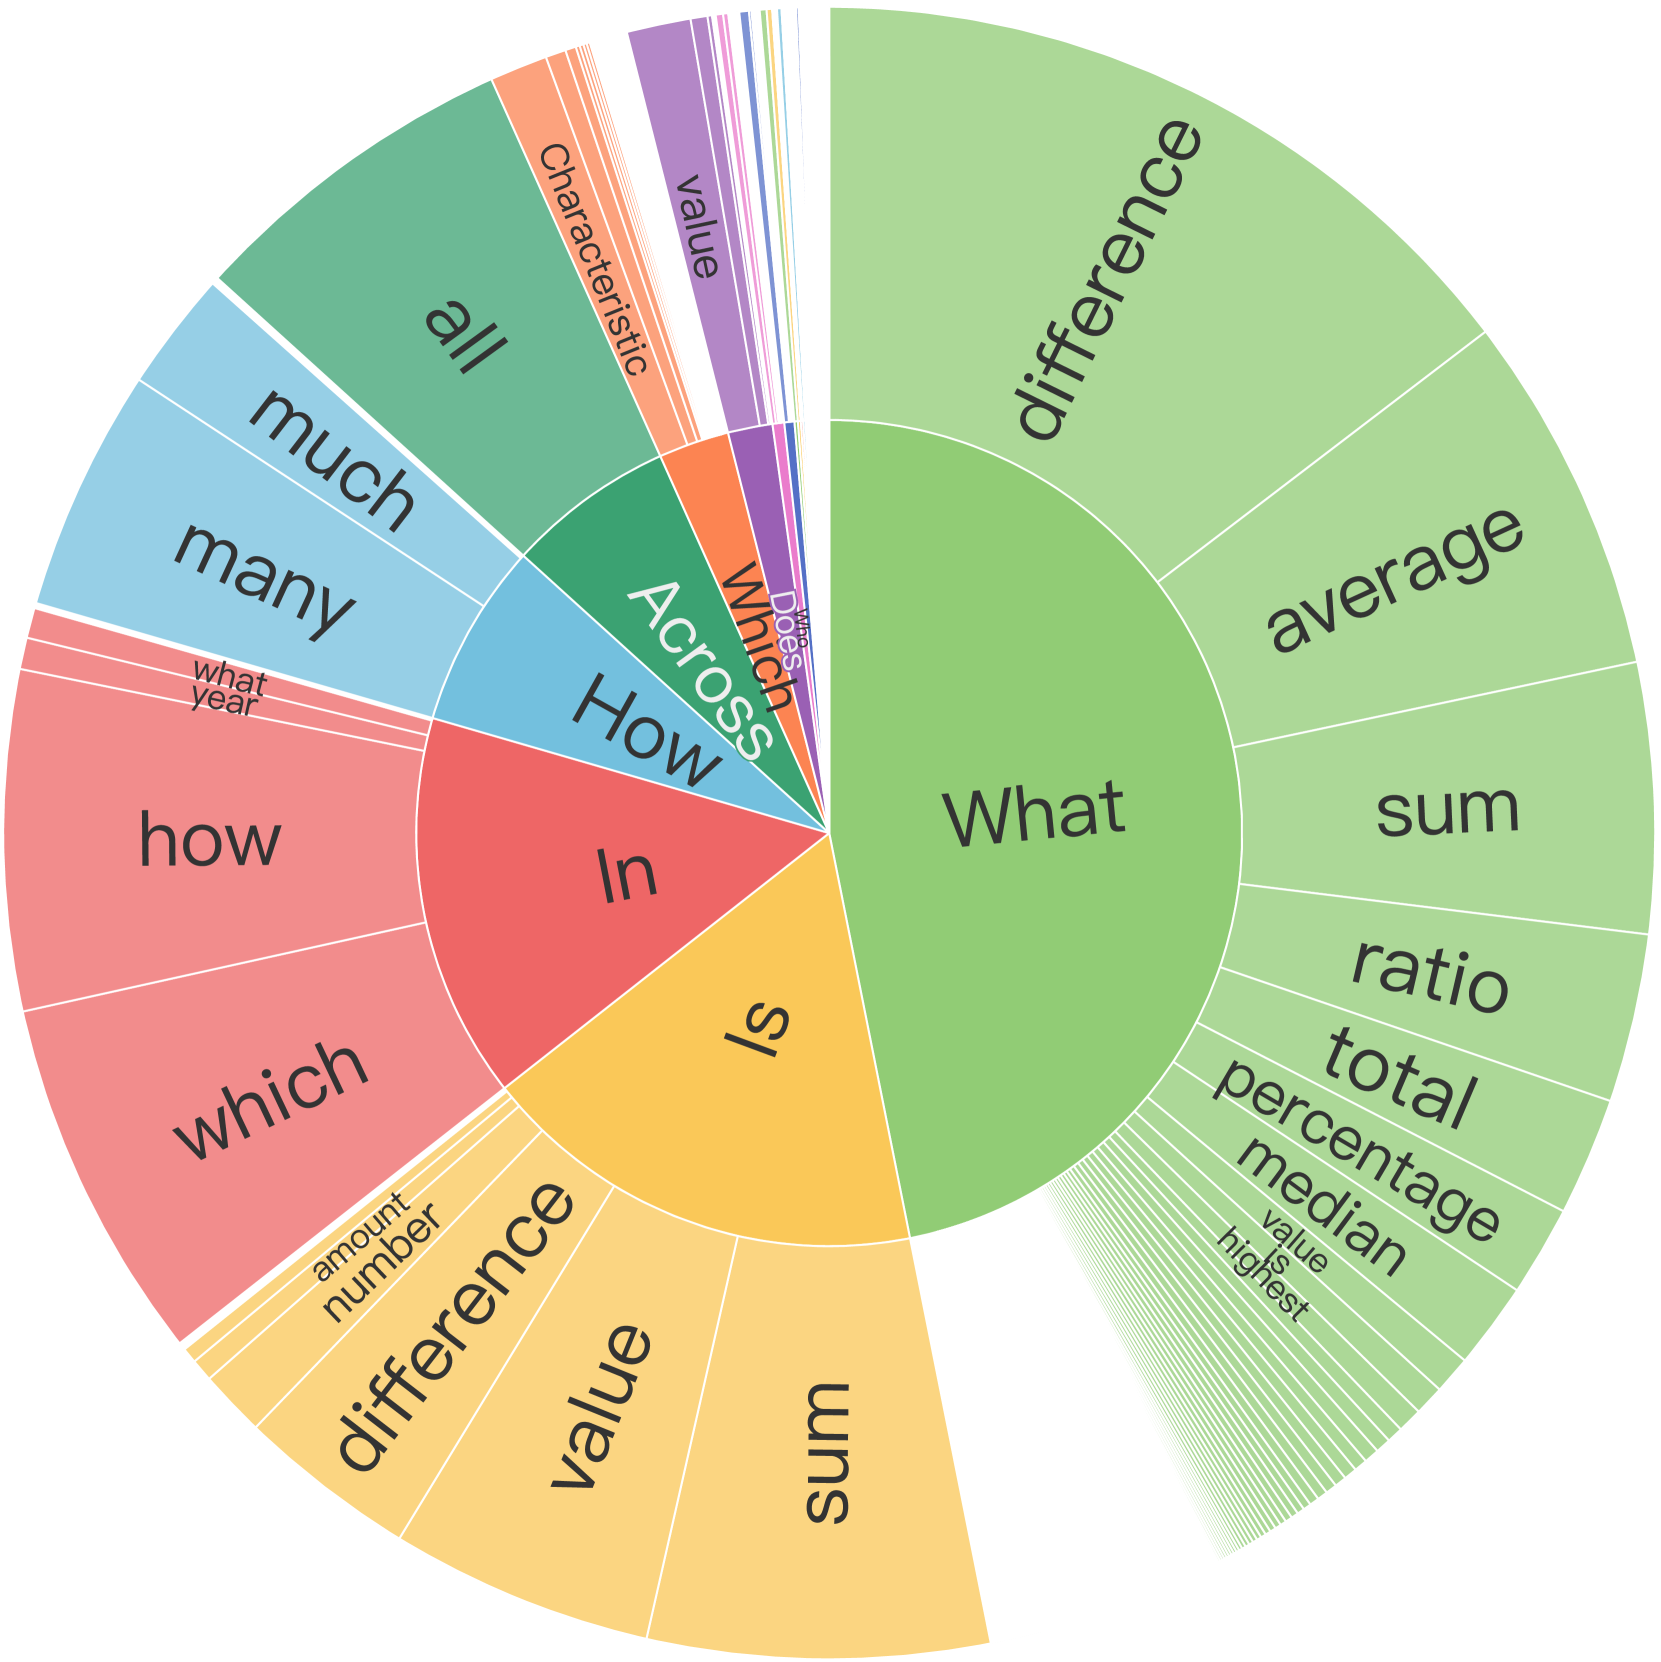 What
difference
average
sum
ratio
total
percentage
median
value
is
highest
Is
sum
value
difference
number
amount
In
which
how
year
what
How
many
much
Across
all
Which
Characteristic
Does
value
Who